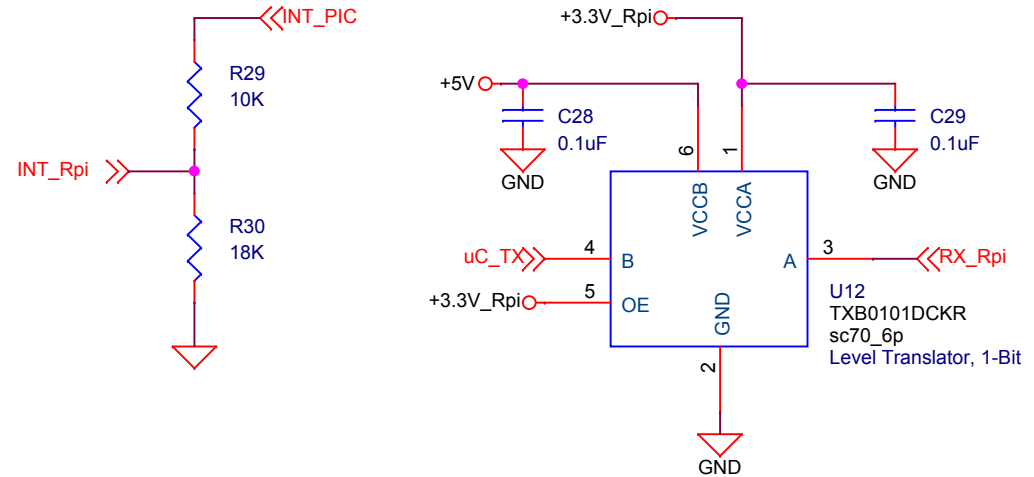 INT_PIC
R29
10K
INT_Rpi
R30
18K
+3.3V_Rpi
+5V
C28
0.1uF
GND
C29
0.1uF
GND
6
1
VCCB
VCCA
uC_TX
4
B
A
3
RX_Rpi
+3.3V_Rpi
5
OE
GND
2
U12
TXB0101DCKR
sc70_6p
Level Translator, 1-Bit
GND